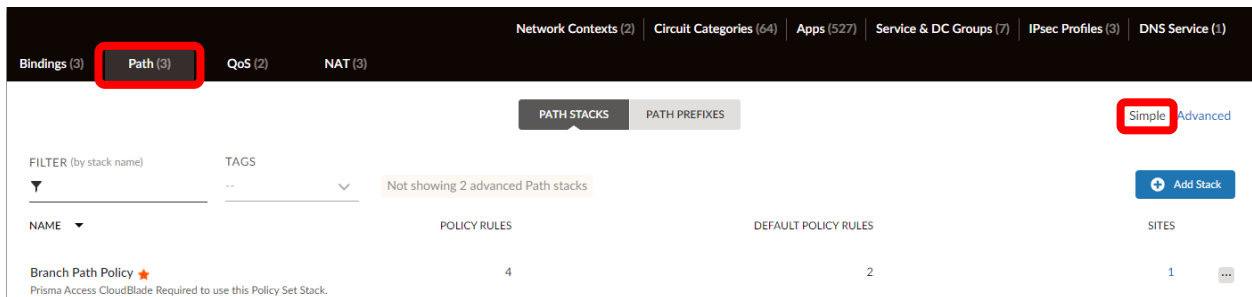 Network Contexts (2) Circuit Categories (64) Apps (527) Service & DC Groups (7) IPsec Profiles (3) DNS Service (1)
Bindings (3) Path (3) QoS (2) NAT (3)
PATH STACKS PATH PREFIXES
Simple Advanced
FILTER (by stack name) TAGS
-- Not showing 2 advanced Path stacks Add Stack
NAME POLICY RULES DEFAULT POLICY RULES SITES
Branch Path Policy 4 2 1 ...
Prisma Access CloudBlade Required to use this Policy Set Stack.